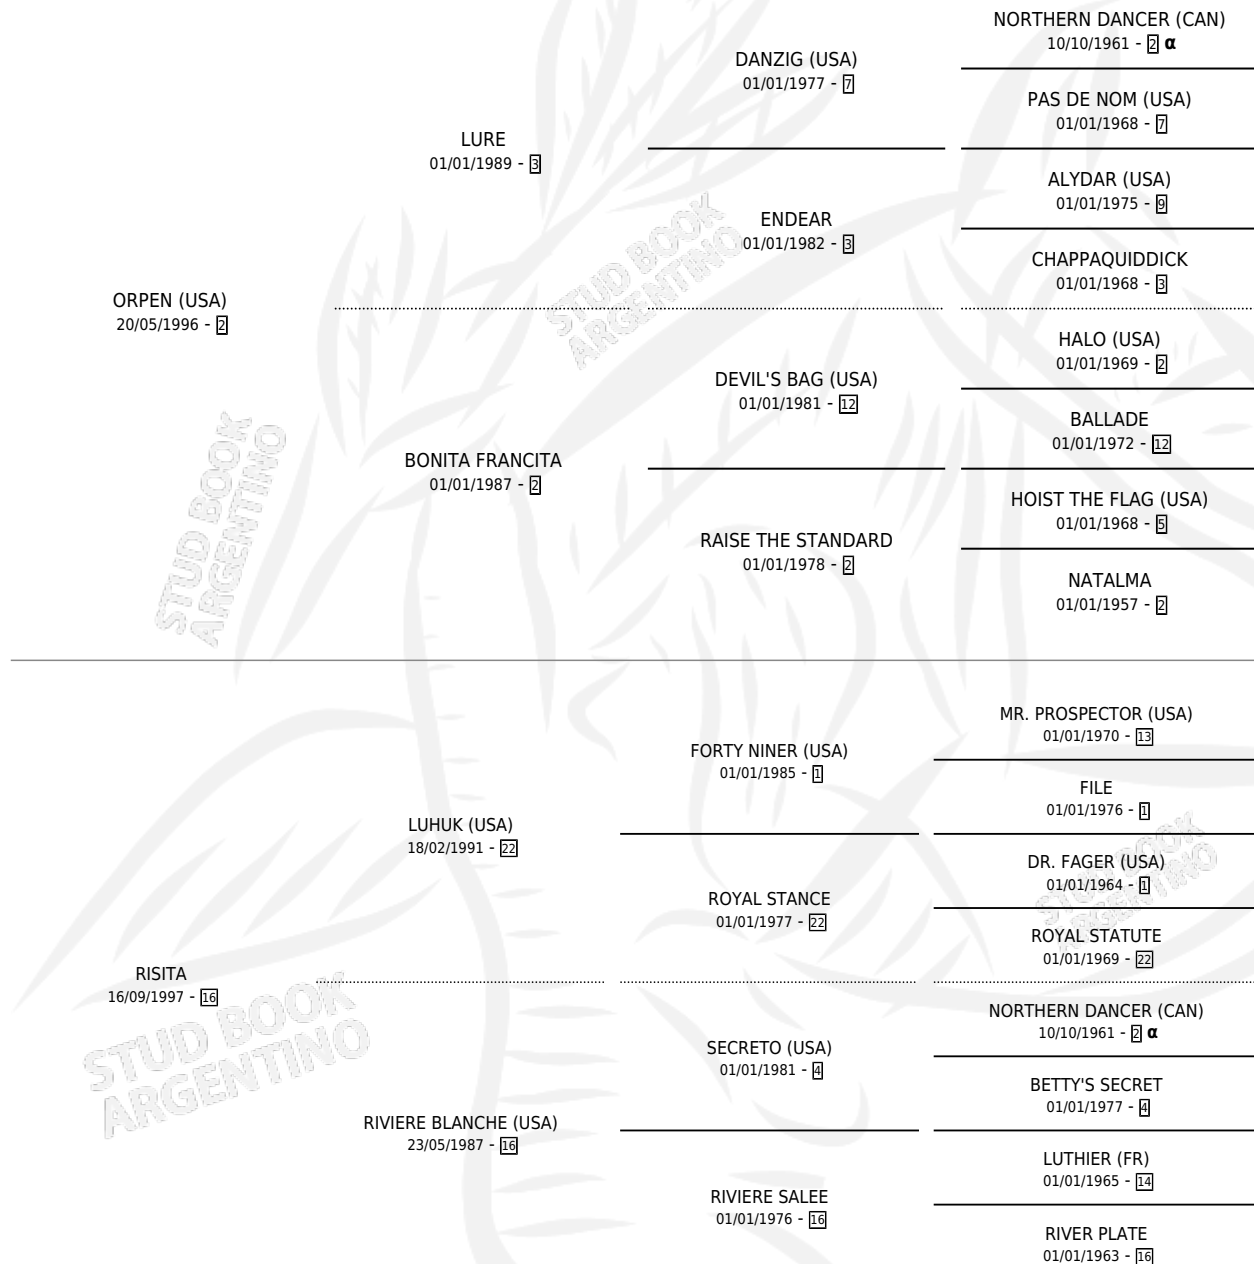 NORTHERN DANCER (CAN)
10/10/1961 - 2 α
DANZIG (USA)
01/01/1977 - 7
PAS DE NOM (USA)
01/01/1968 - 7
LURE
01/01/1989 - 3
ALYDAR (USA)
01/01/1975 - 9
ENDEAR
01/01/1982 - 3
CHAPPAQUIDDICK
01/01/1968 - 3
STUD BOOK
ARGENTINO
ORPEN (USA)
20/05/1996 - 2
HALO (USA)
01/01/1969 - 2
DEVIL'S BAG (USA)
01/01/1981 - 12
BALLADE
01/01/1972 - 12
BONITA FRANCITA
01/01/1987 - 2
HOIST THE FLAG (USA)
01/01/1968 - 5
RAISE THE STANDARD
01/01/1978 - 2
NATALMA
01/01/1957 - 2
STUD BOOK
ARGENTINO
MR. PROSPECTOR (USA)
01/01/1970 - 13
FORTY NINER (USA)
01/01/1985 - 1
FILE
01/01/1976 - 1
LUHUK (USA)
18/02/1991 - 22
DR. FAGER (USA)
01/01/1964 - 1
ROYAL STANCE
01/01/1977 - 22
ROYAL STATUTE
01/01/1969 - 22
STUD BOOK
ARGENTINO
RISITA
16/09/1997 - 16
NORTHERN DANCER (CAN)
10/10/1961 - 2 α
SECRETO (USA)
01/01/1981 - 4
BETTY'S SECRET
01/01/1977 - 4
STUD BOOK
ARGENTINO
RIVIERE BLANCHE (USA)
23/05/1987 - 16
LUTHIER (FR)
01/01/1965 - 14
RIVIERE SALEE
01/01/1976 - 16
RIVER PLATE
01/01/1963 - 16